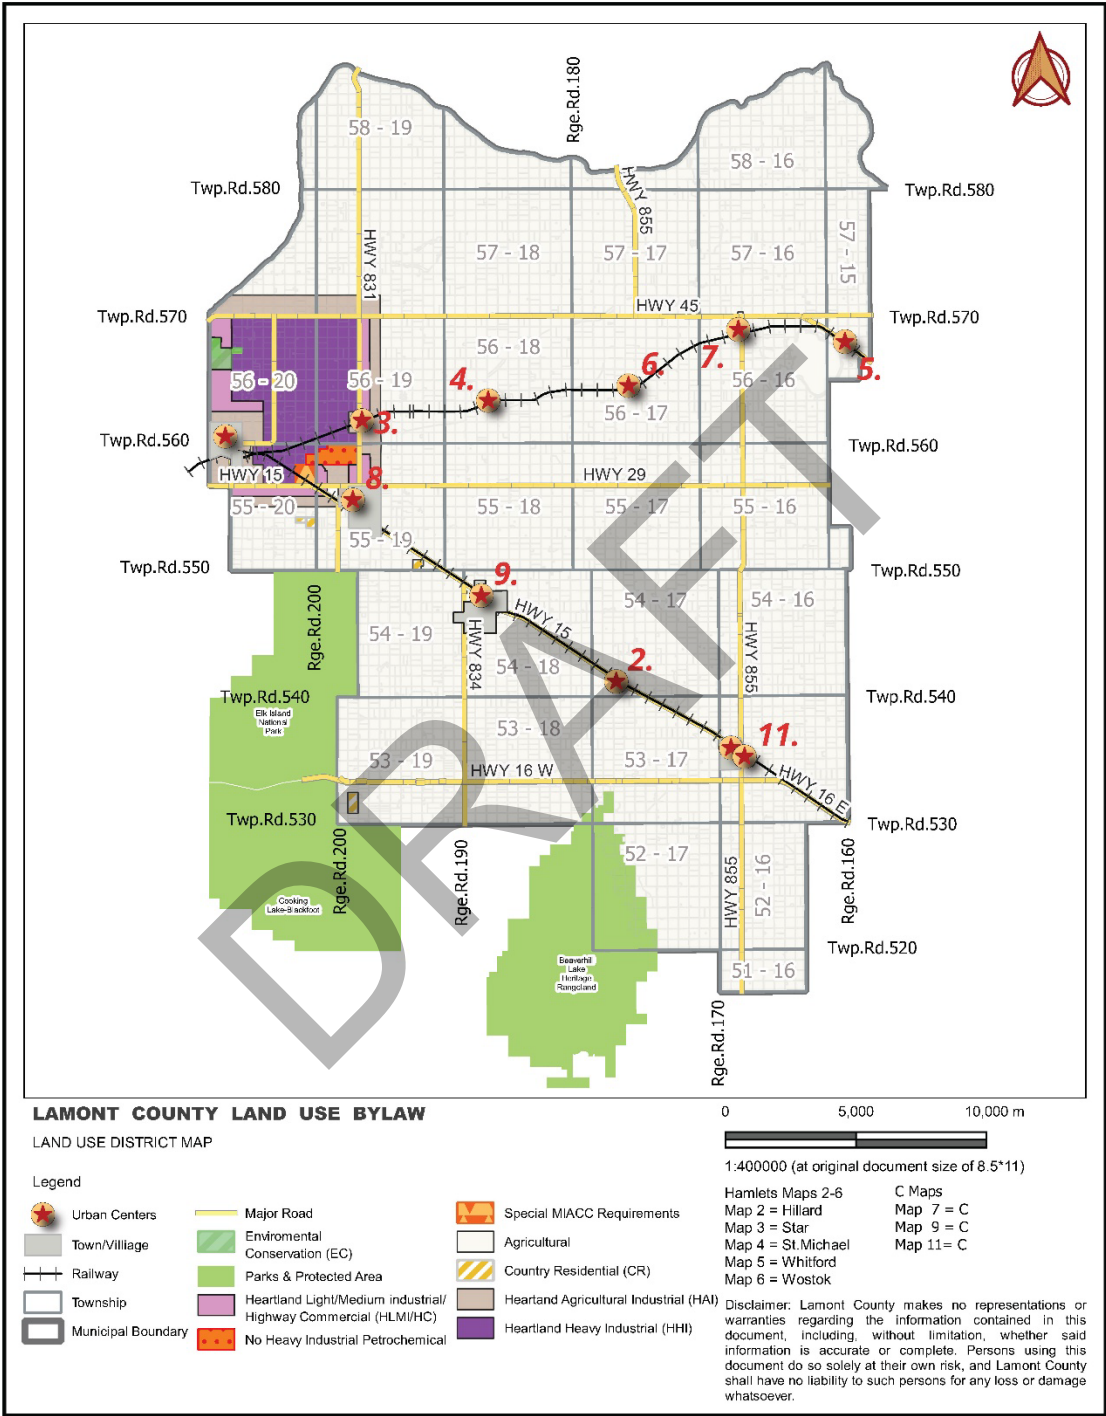 Rge.Rd.180
58 - 19
58 - 16
Twp.Rd.580
Twp.Rd.580
HWY 855
57 - 18
57 - 17
57 - 16
57 - 15
HWY 831
HWY 45
Twp.Rd.570
Twp.Rd.570
56 - 18
7.
6.
5.
4.
56 - 20
56 - 19
56 - 16
56 - 17
3.
Twp.Rd.560
Twp.Rd.560
HWY 15
8.
HWY 29
55 - 20
55 - 18
55 - 17
55 - 16
55 - 19
Twp.Rd.550
Twp.Rd.550
9.
Rge.Rd.200
54 - 17
54 - 16
HWY 15
54 - 19
HWY 834
HWY 855
54 - 18
2.
Twp.Rd.540
Twp.Rd.540
Elk Island
National
Park
53 - 18
11.
53 - 19
53 - 17
HWY 16 W
HWY 16 E
Twp.Rd.530
Twp.Rd.530
Rge.Rd.200
Rge.Rd.190
52 - 17
HWY 855
52 - 16
Rge.Rd.160
Cooking
Lake-Blackfoot
Twp.Rd.520
Beaverhill
Lake
Heritage
Rangeland
51 - 16
Rge.Rd.170
DRAFT
LAMONT COUNTY LAND USE BYLAW
LAND USE DISTRICT MAP
0 5,000 10,000 m
1:400000 (at original document size of 8.5*11)
Legend
Urban Centers
Town/Villiage
Railway
Township
Municipal Boundary
Major Road
Enviromental
Conservation (EC)
Parks & Protected Area
Heartland Light/Medium industrial/
Highway Commercial (HLMI/HC)
No Heavy Industrial Petrochemical
Special MIACC Requirements
Agricultural
Country Residential (CR)
Heartand Agricultural Industrial (HAI)
Heartland Heavy Industrial (HHI)
Hamlets Maps 2-6
Map 2 = Hillard
Map 3 = Star
Map 4 = St.Michael
Map 5 = Whitford
Map 6 = Wostok
C Maps
Map 7 = C
Map 9 = C
Map 11= C
Disclaimer: Lamont County makes no representations or
warranties regarding the information contained in this
document, including, without limitation, whether said
information is accurate or complete. Persons using this
document do so solely at their own risk, and Lamont County
shall have no liability to such persons for any loss or damage
whatsoever.